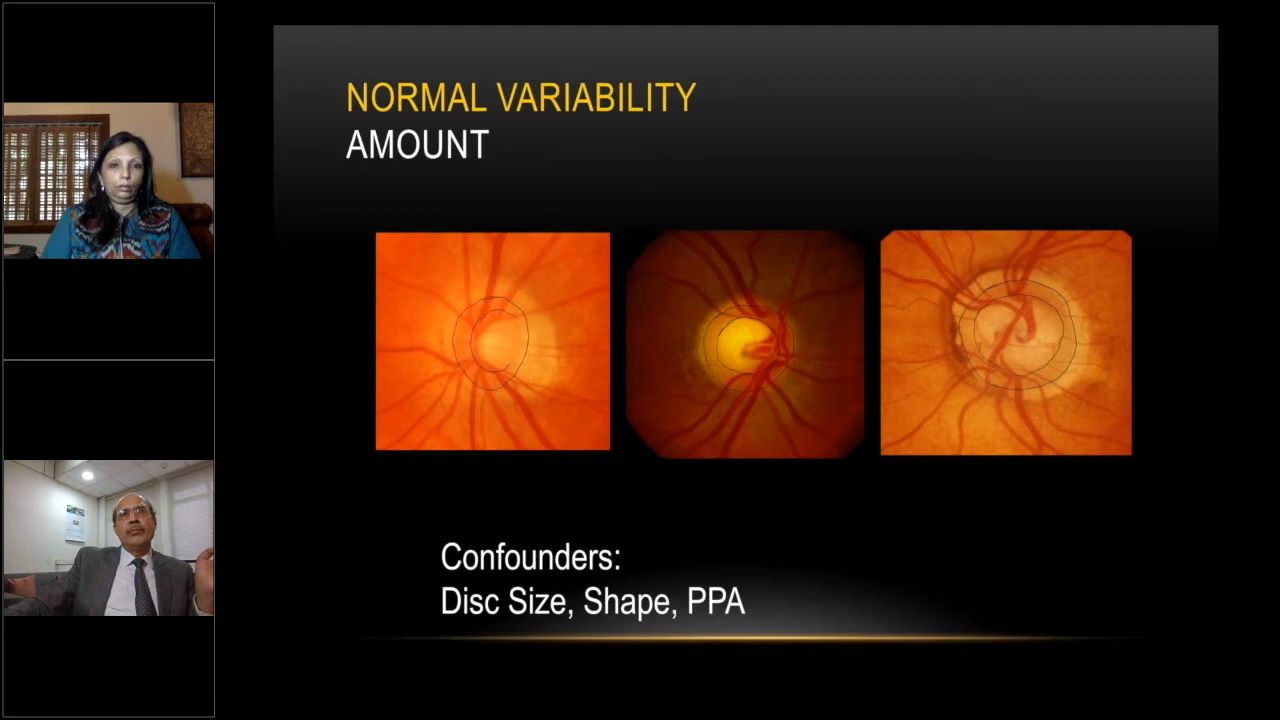 NORMAL VARIABILITY
AMOUNT
Confounders:
Disc Size, Shape, PPA